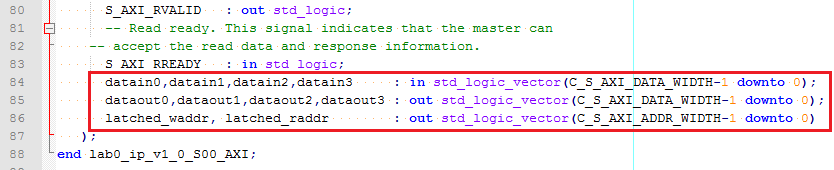 80 S_AXI_RVALID : out std_logic;
81 -- Read ready. This signal indicates that the master can
82 -- accept the read data and response information.
83 S_AXI_RREADY : in std_logic;
84 datain0,datain1,datain2,datain3 : in std_logic_vector(C_S_AXI_DATA_WIDTH-1 downto 0);
85 dataout0,dataout1,dataout2,dataout3 : out std_logic_vector(C_S_AXI_DATA_WIDTH-1 downto 0);
86 latched_waddr, latched_raddr : out std_logic_vector(C_S_AXI_ADDR_WIDTH-1 downto 0)
87 );
88 end lab0_ip_v1_0_S00_AXI;